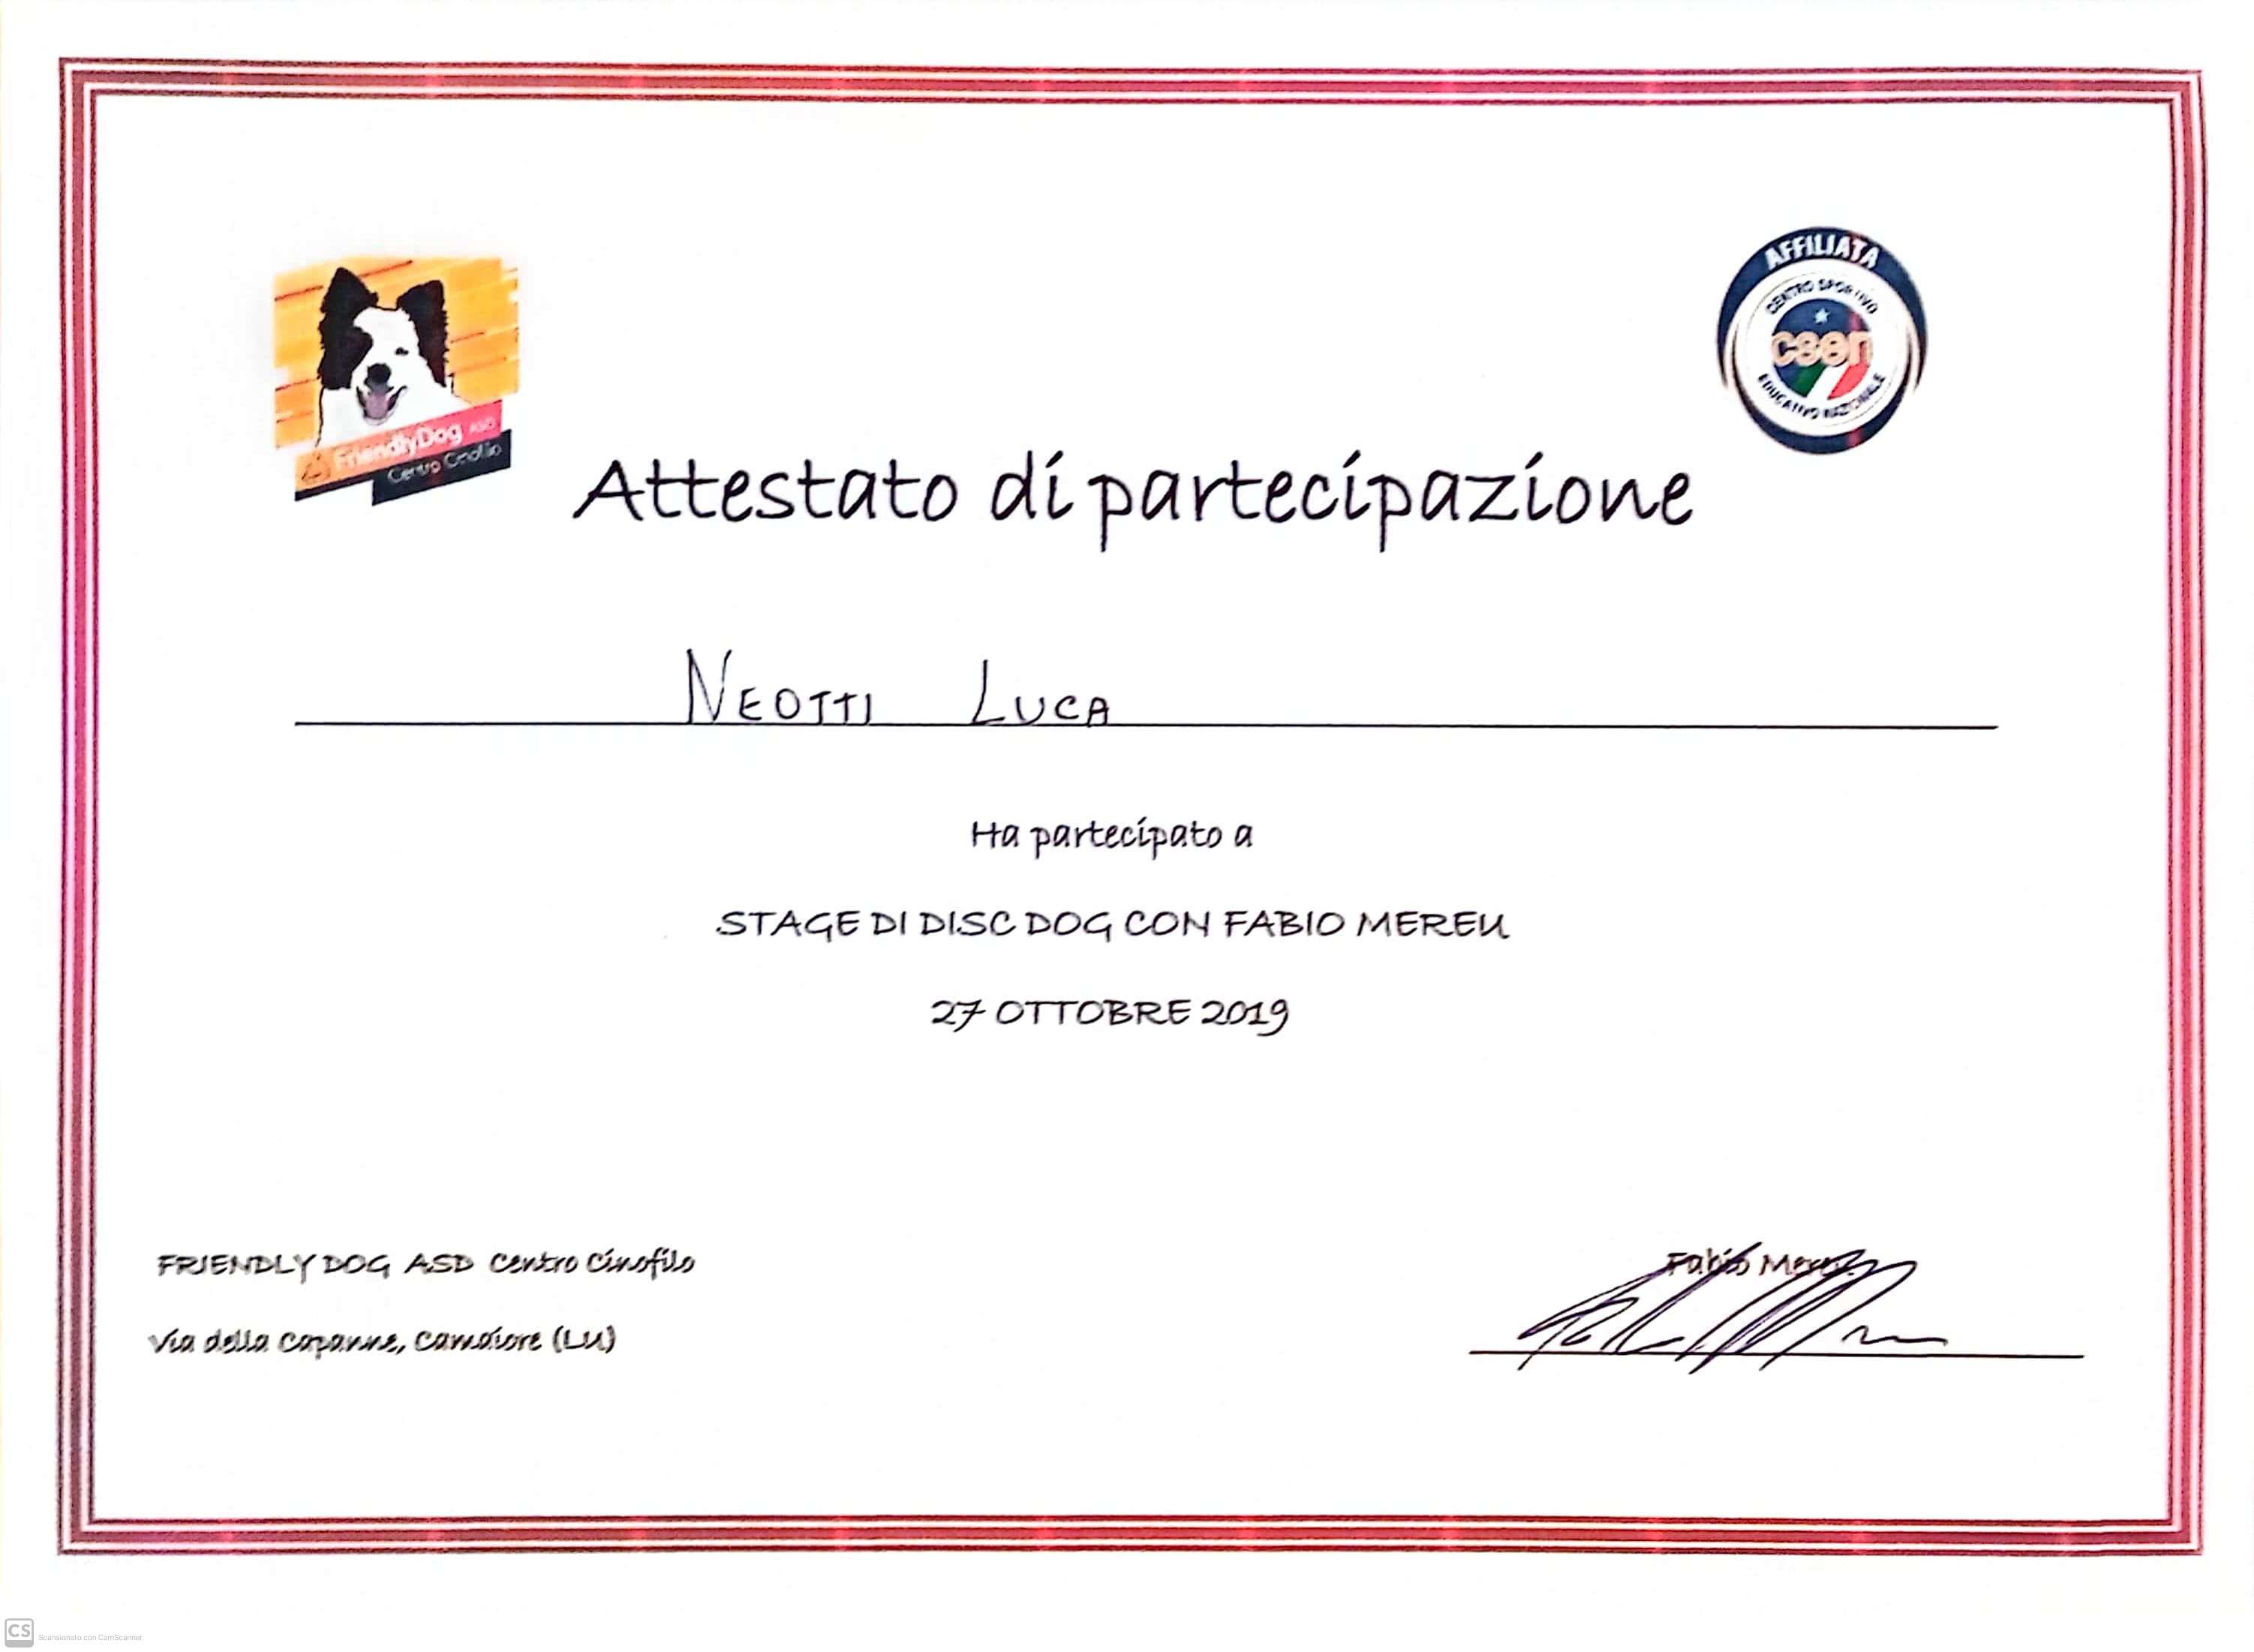 AFFILIATA
CENTRO SPORTIVO
csen
EDUCATIVO NAZIONALE
FriendlyDog ASD
Centro Cinofilo
Attestato di partecipazione
NEOTTI LUCA
Ha partecipato a
STAGE DI DISC DOG CON FABIO MEREU
27 OTTOBRE 2019
FRIENDLY DOG ASD Centro Cinofilo
Fabio Mereu
Via della Capanne, Camaiore (LU)
CS Scansionato con CamScanner